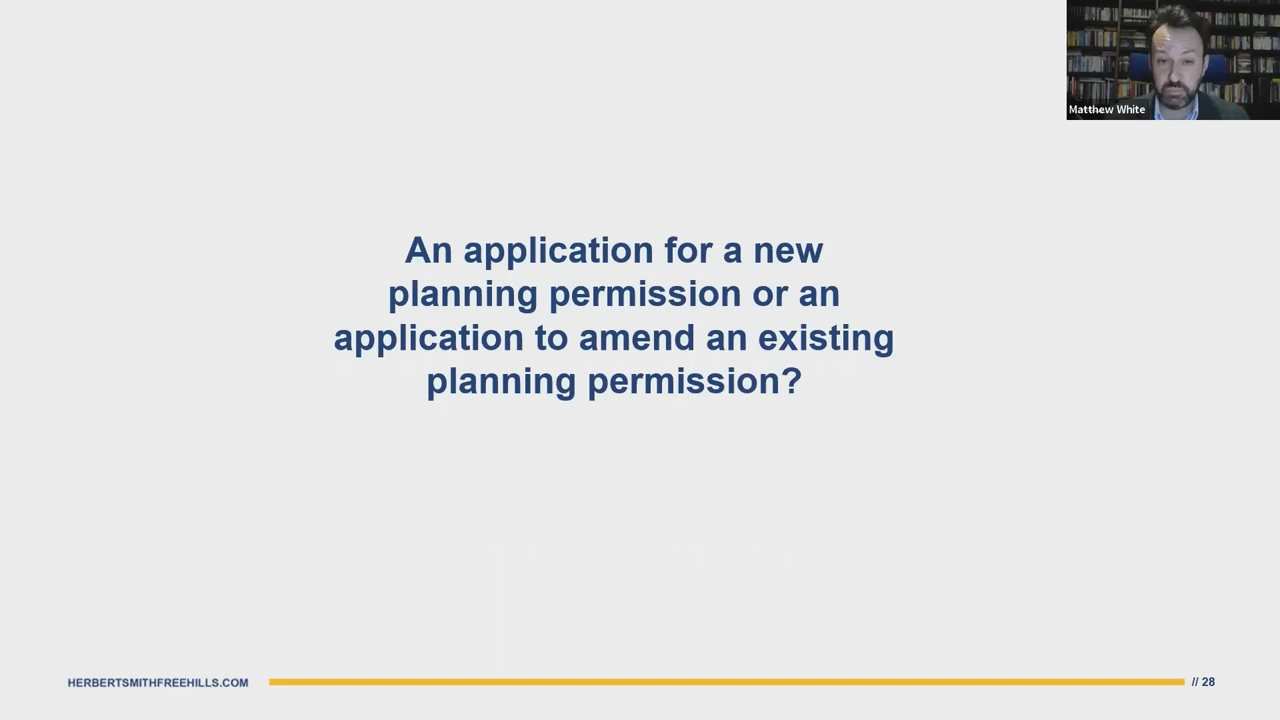 Matthew White
An application for a new
planning permission or an
application to amend an existing
planning permission?
HERBERTSMITHFREEHILLS.COM
// 28